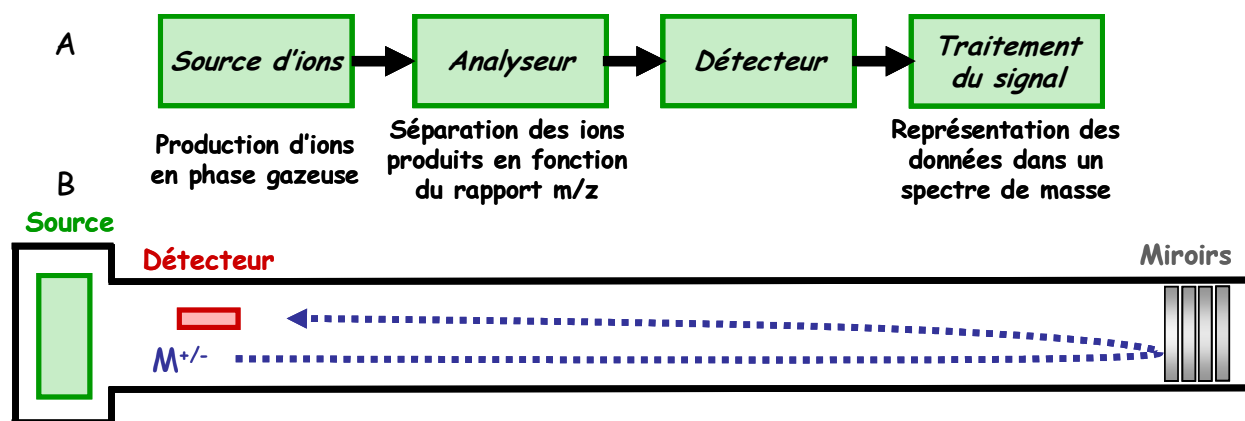 A
Source d'ions
Analyseur
Détecteur
Traitement
du signal
Production d'ions
en phase gazeuse
Séparation des ions
produits en fonction
du rapport m/z
Représentation des
données dans un
spectre de masse
B
Source
Détecteur
Miroirs
M+/-